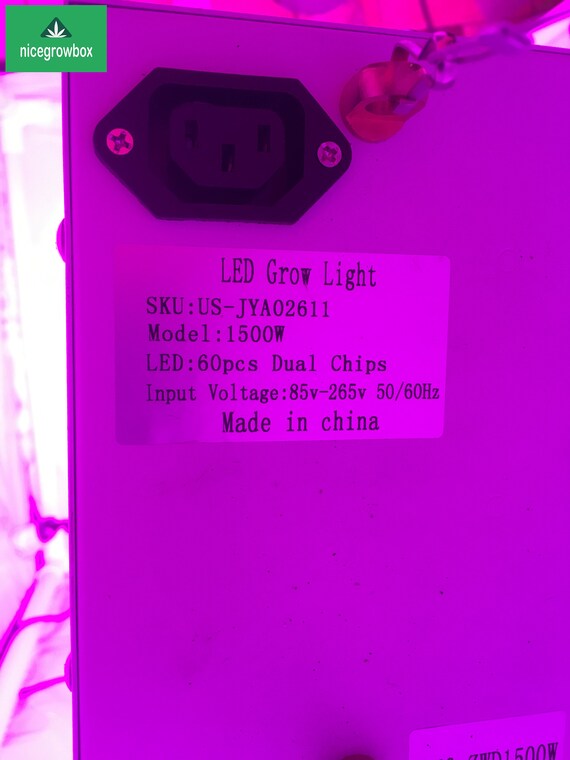 nicegrowbox
LED Grow Light
SKU:US-JYA02611
Model:1500W
LED:60pcs Dual Chips
Input Voltage:85v-265v 50/60Hz
Made in china